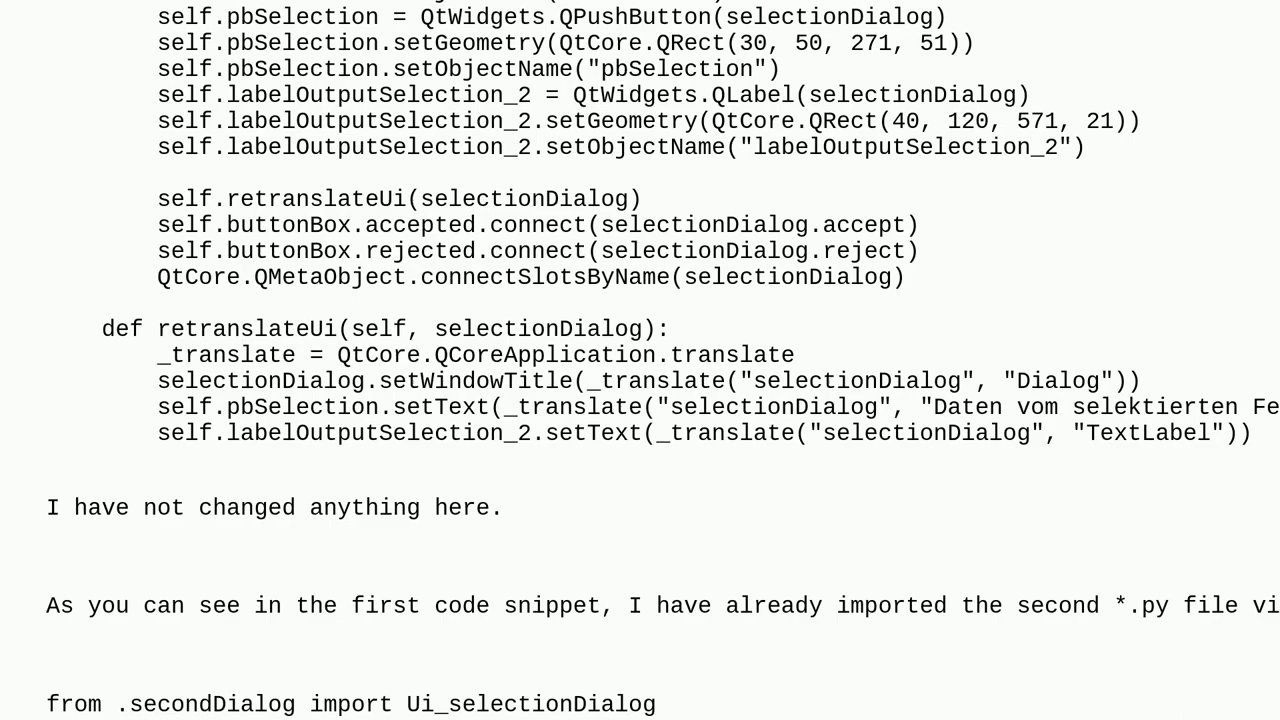 self.pbSelection = QtWidgets.QPushButton(selectionDialog)
self.pbSelection.setGeometry(QtCore.QRect(30, 50, 271, 51))
self.pbSelection.setObjectName("pbSelection")
self.labelOutputSelection_2 = QtWidgets.QLabel(selectionDialog)
self.labelOutputSelection_2.setGeometry(QtCore.QRect(40, 120, 571, 21))
self.labelOutputSelection_2.setObjectName("labelOutputSelection_2")
self.retranslateUi(selectionDialog)
self.buttonBox.accepted.connect(selectionDialog.accept)
self.buttonBox.rejected.connect(selectionDialog.reject)
QtCore.QMetaObject.connectSlotsByName(selectionDialog)
def retranslateUi(self, selectionDialog):
_translate = QtCore.QCoreApplication.translate
selectionDialog.setWindowTitle(_translate("selectionDialog", "Dialog"))
self.pbSelection.setText(_translate("selectionDialog", "Daten vom selektierten Fe
self.labelOutputSelection_2.setText(_translate("selectionDialog", "TextLabel"))
I have not changed anything here.
As you can see in the first code snippet, I have already imported the second *.py file vi
from .secondDialog import Ui_selectionDialog